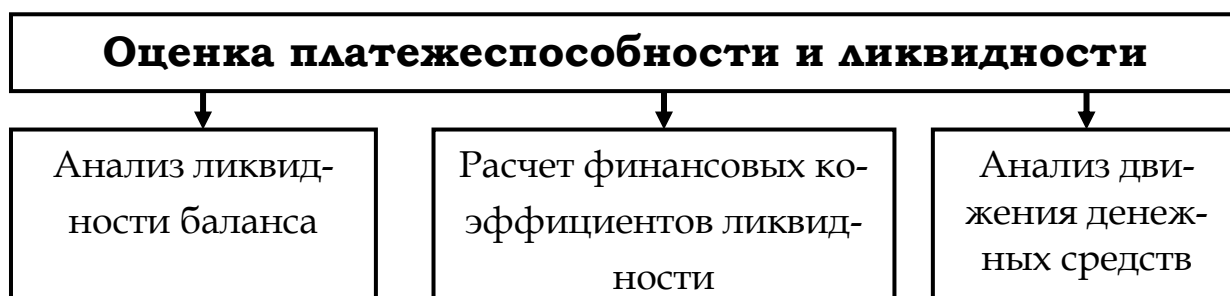 Оценка платежеспособности и ликвидности
Анализ ликвид-
ности баланса
Расчет финансовых ко-
эффициентов ликвид-
ности
Анализ дви-
жения денеж-
ных средств